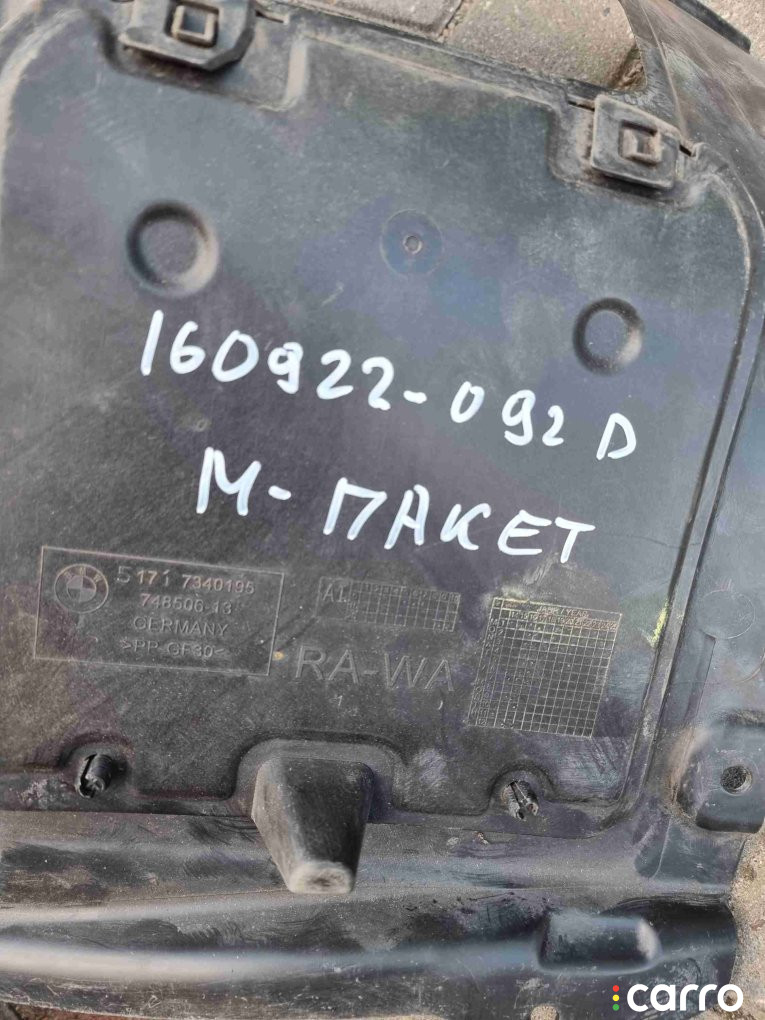 160922-092 D
М-ПАКЕТ
5171 7340195
748506-13
GERMANY
>PP-GF30<
RA-WA
carro